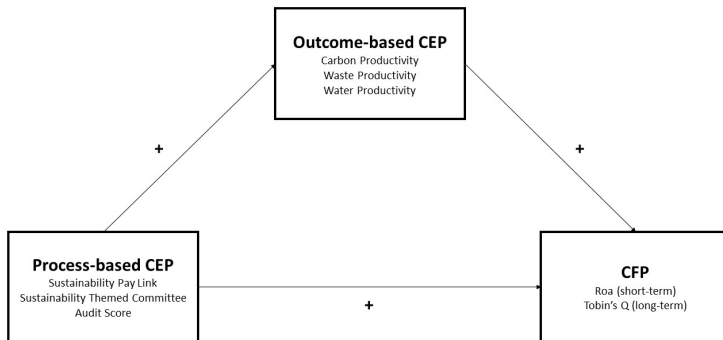 Outcome-based CEP
Carbon Productivity
Waste Productivity
Water Productivity
+
+
Process-based CEP
Sustainability Pay Link
Sustainability Themed Committee
Audit Score
+
CFP
Roa (short-term)
Tobin's Q (long-term)